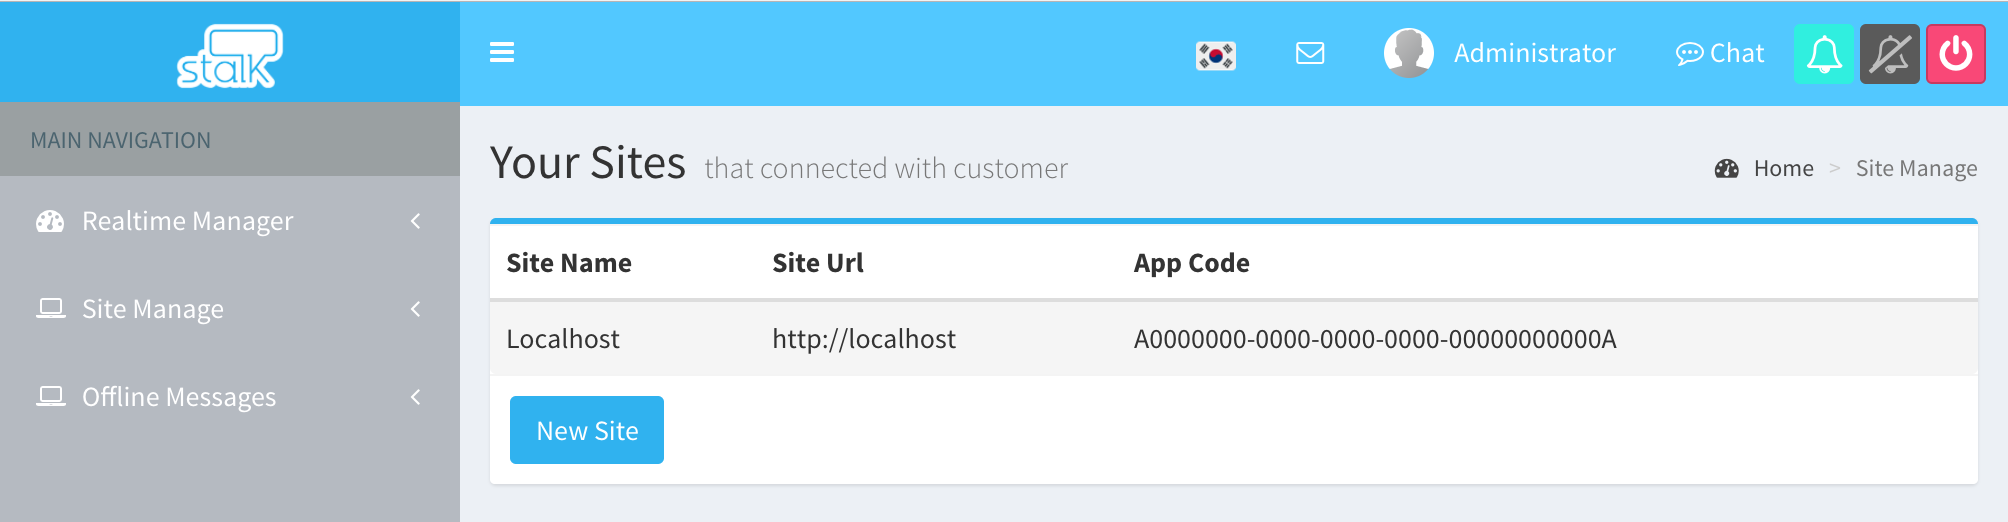 stalk
Administrator
Chat
MAIN NAVIGATION
Realtime Manager
Site Manage
Offline Messages
Your Sites that connected with customer
Home > Site Manage
Site Name Site Url App Code
Localhost http://localhost A0000000-0000-0000-0000-00000000000A
New Site